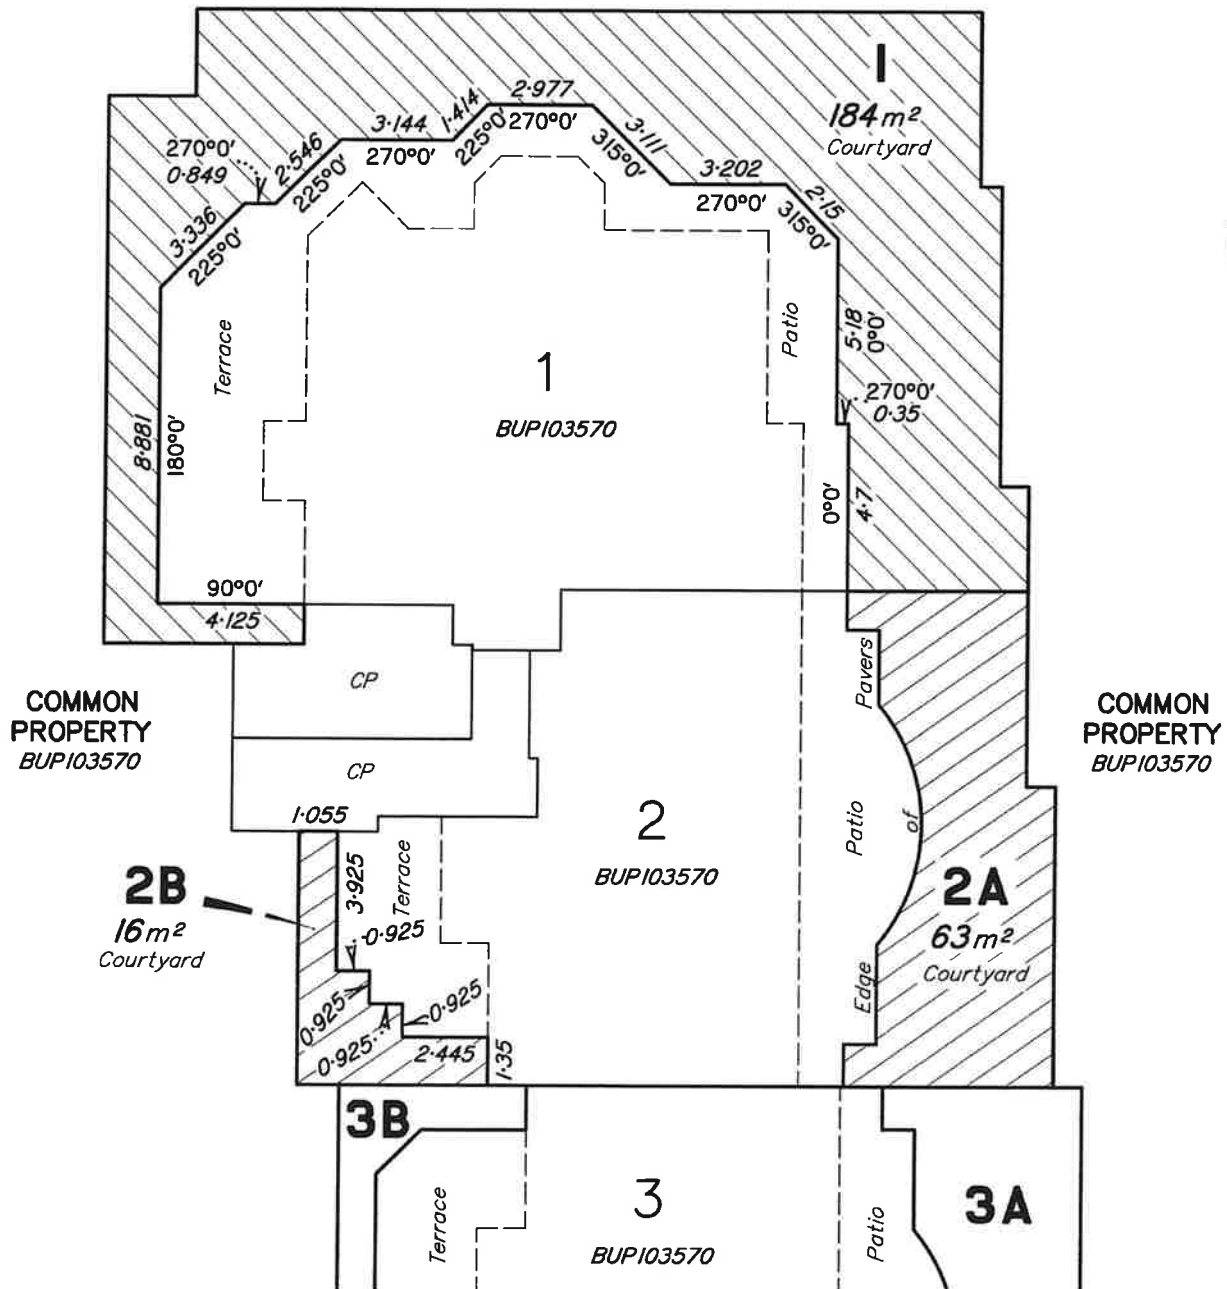 1
184 m²
Courtyard
2·977
270°0'
1·414
225°0'
3·144
270°0'
2·546
225°0'
270°0'
0·849
3·336
225°0'
3·111
315°0'
3·202
270°0'
2·15
315°0'
Terrace
Patio
5·18
0°0'
270°0'
0·35
1
BUP103570
8·881
180°0'
0°0'
4·7
90°0'
4·125
CP
Pavers
COMMON
PROPERTY
BUP103570
COMMON
PROPERTY
BUP103570
CP
1·055
2
BUP103570
Patio
of
Edge
2B
16 m²
Courtyard
3·925
Terrace
0·925
0·925
0·925
0·925
2·445
1·35
2A
63 m²
Courtyard
3B
Terrace
3
BUP103570
Patio
3A